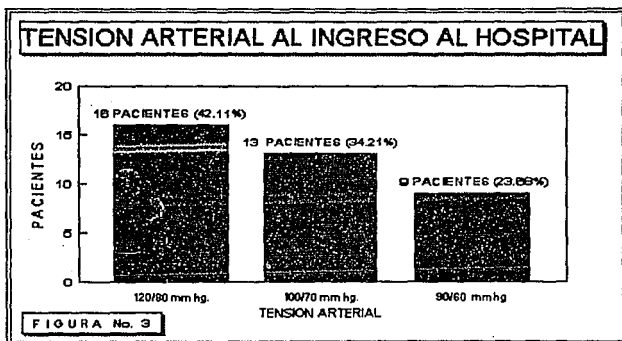 TENSION ARTERIAL AL INGRESO AL HOSPITAL
PACIENTES
20
15
10
5
0
16 PACIENTES (42.11%)
13 PACIENTES (34.21%)
9 PACIENTES (23.68%)
120/80 mm hg.
100/70 mm hg.
90/60 mm hg
TENSION ARTERIAL
FIGURA No. 3